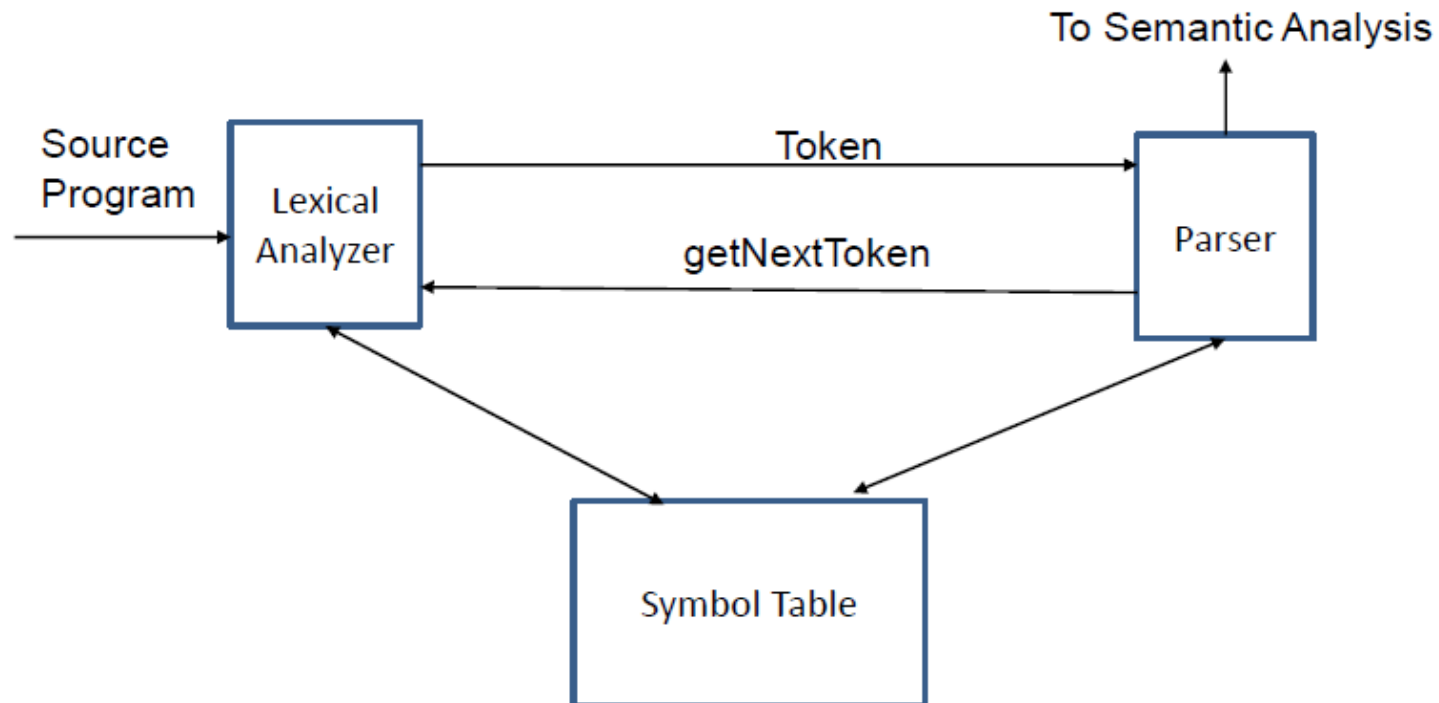 To Semantic Analysis
Source
Program
Lexical
Analyzer
Token
getNextToken
Parser
Symbol Table